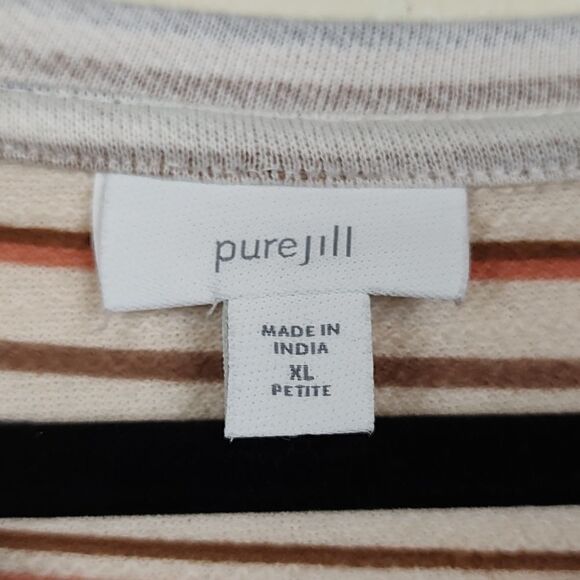 purejill
MADE IN
INDIA
XL
PETITE